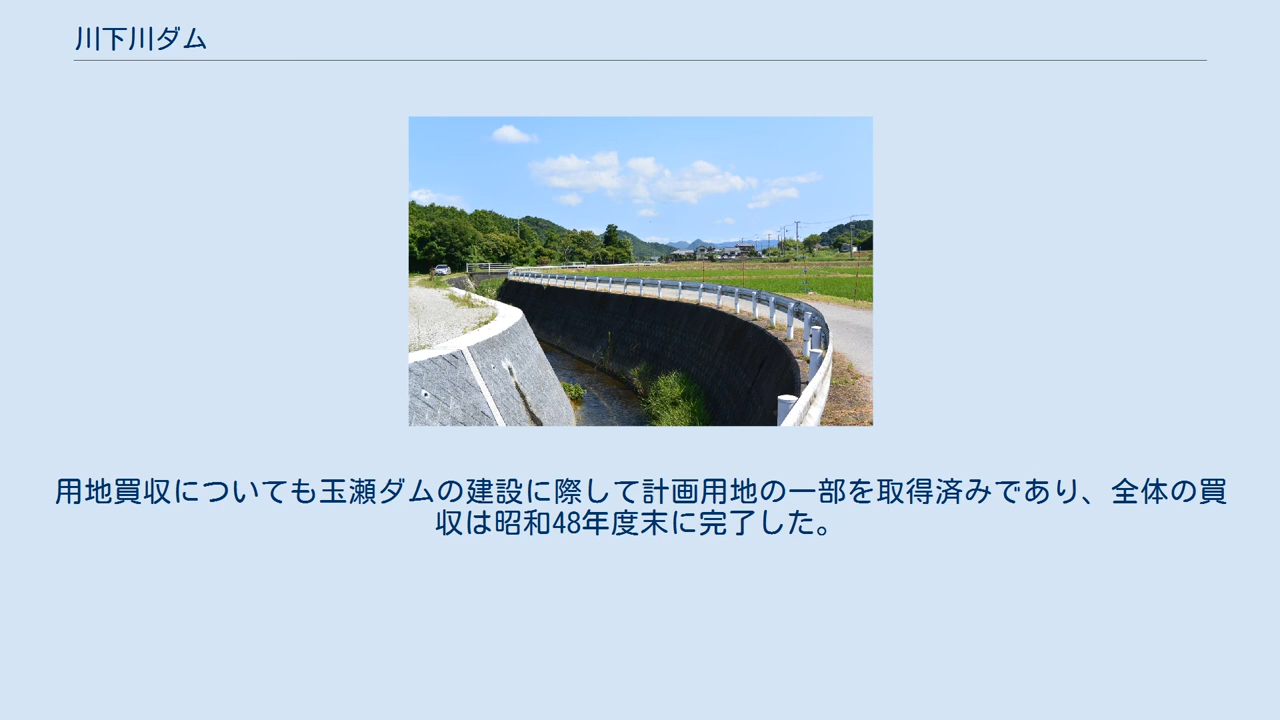 川下川ダム
用地買収についても玉瀬ダムの建設に際して計画用地の一部を取得済みであり、全体の買
収は昭和48年度末に完了した。